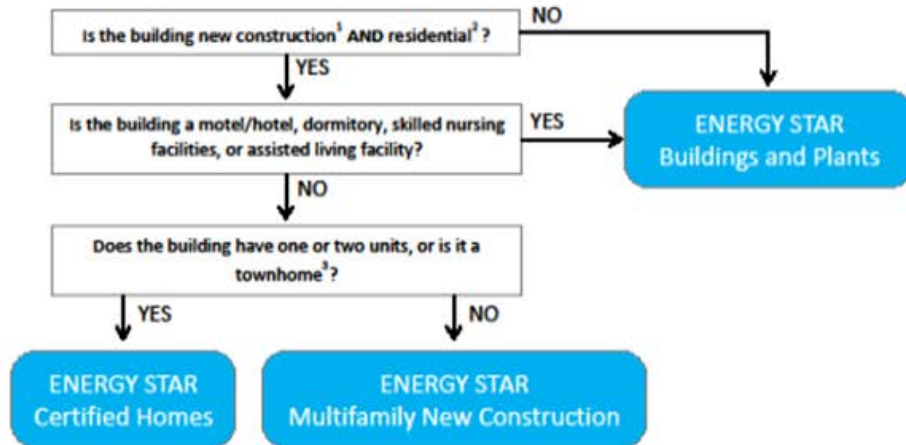 NO
Is the building new construction¹ AND residential² ?
YES
Is the building a motel/hotel, dormitory, skilled nursing
facilities, or assisted living facility?
YES
ENERGY STAR
Buildings and Plants
NO
Does the building have one or two units, or is it a
townhome³?
YES
NO
ENERGY STAR
Certified Homes
ENERGY STAR
Multifamily New Construction